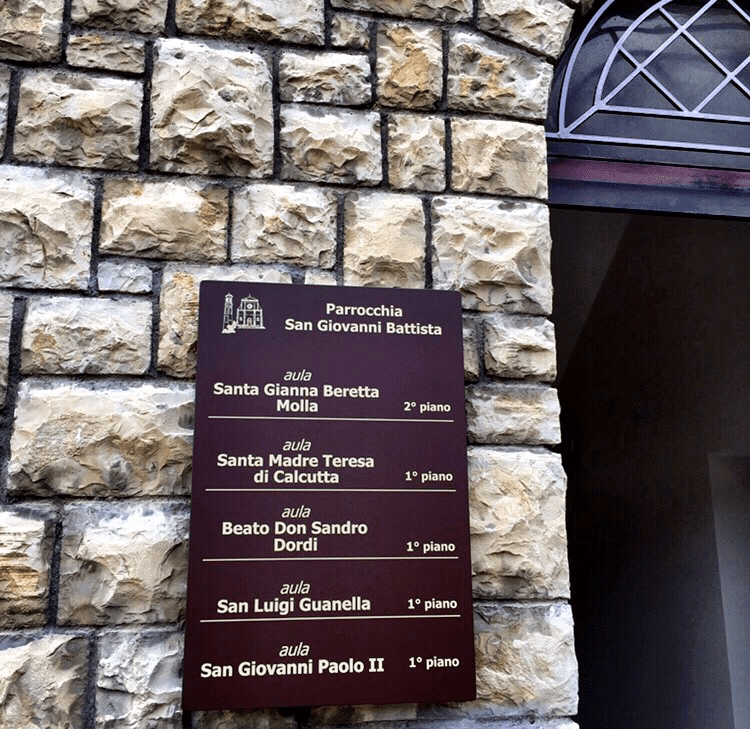 Parrocchia
San Giovanni Battista
aula
Santa Gianna Beretta
Molla 2° piano
aula
Santa Madre Teresa
di Calcutta 1° piano
aula
Beato Don Sandro
Dordi 1° piano
aula
San Luigi Guanella 1° piano
aula
San Giovanni Paolo II 1° piano